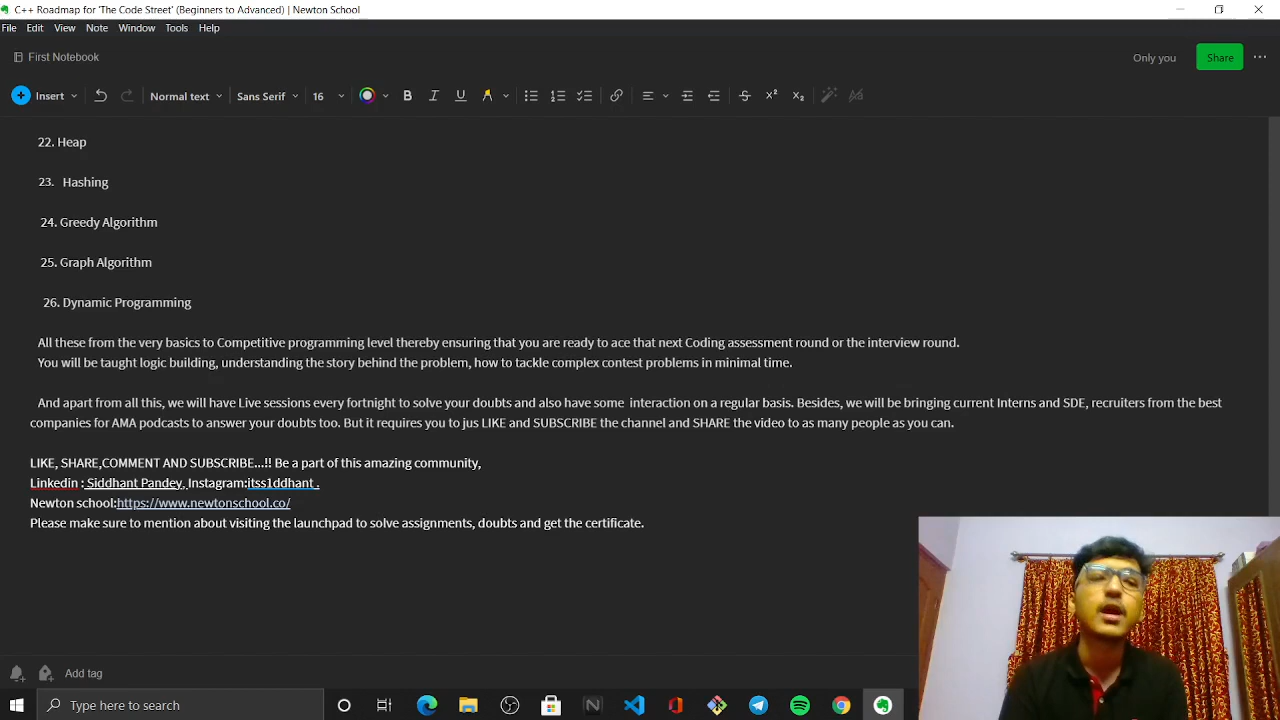 C++ Roadmap for 'The Code Street' (Beginners to Advanced) | Newton School
File Edit View Note Window Tools Help
First Notebook
Only you
Share
Insert
Normal text
Sans Serif
16
22. Heap
23. Hashing
24. Greedy Algorithm
25. Graph Algorithm
26. Dynamic Programming
All these from the very basics to Competitive programming level thereby ensuring that you are ready to ace that next Coding assessment round or the interview round.
You will be taught logic building, understanding the story behind the problem, how to tackle complex contest problems in minimal time.
And apart from all this, we will have Live sessions every fortnight to solve your doubts and also have some interaction on a regular basis. Besides, we will be bringing current Interns and SDE, recruiters from the best
companies for AMA podcasts to answer your doubts too. But it requires you to jus LIKE and SUBSCRIBE the channel and SHARE the video to as many people as you can.
LIKE, SHARE,COMMENT AND SUBSCRIBE...!! Be a part of this amazing community,
Linkedin : Siddhant Pandey, Instagram:itss1ddhant .
Newton school:https://www.newtonschool.co/
Please make sure to mention about visiting the launchpad to solve assignments, doubts and get the certificate.
Add tag
Type here to search